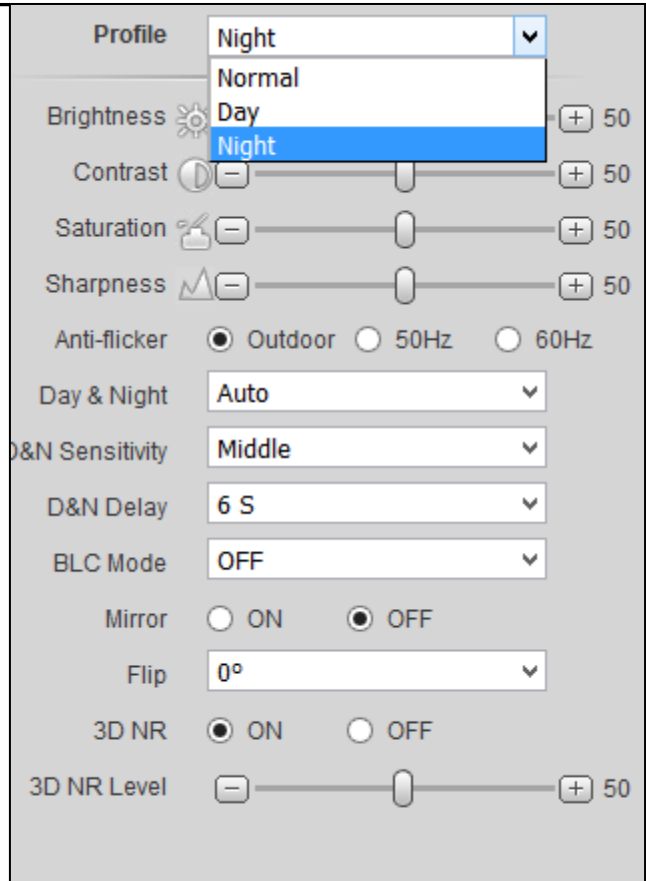 Profile Night
Normal
Day
Night
Brightness 50
Contrast 50
Saturation 50
Sharpness 50
Anti-flicker Outdoor 50Hz 60Hz
Day & Night Auto
&N Sensitivity Middle
D&N Delay 6 S
BLC Mode OFF
Mirror ON OFF
Flip 0º
3D NR ON OFF
3D NR Level 50